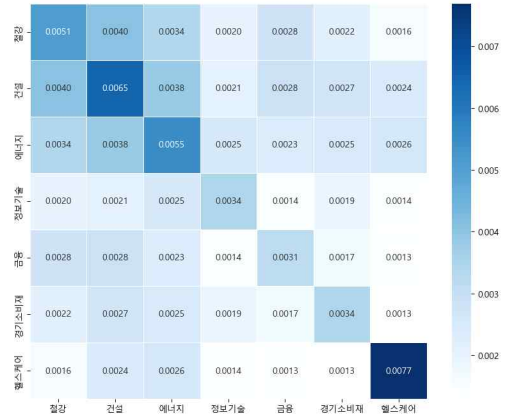 철강 0.0051 0.0040 0.0034 0.0020 0.0028 0.0022 0.0016
건설 0.0040 0.0065 0.0038 0.0021 0.0028 0.0027 0.0024
에너지 0.0034 0.0038 0.0055 0.0025 0.0023 0.0025 0.0026
정보기술 0.0020 0.0021 0.0025 0.0034 0.0014 0.0019 0.0014
금융 0.0028 0.0028 0.0023 0.0014 0.0031 0.0017 0.0013
경기소비재 0.0022 0.0027 0.0025 0.0019 0.0017 0.0034 0.0013
헬스케어 0.0016 0.0024 0.0026 0.0014 0.0013 0.0013 0.0077
철강 건설 에너지 정보기술 금융 경기소비재 헬스케어
0.007
0.006
0.005
0.004
0.003
0.002